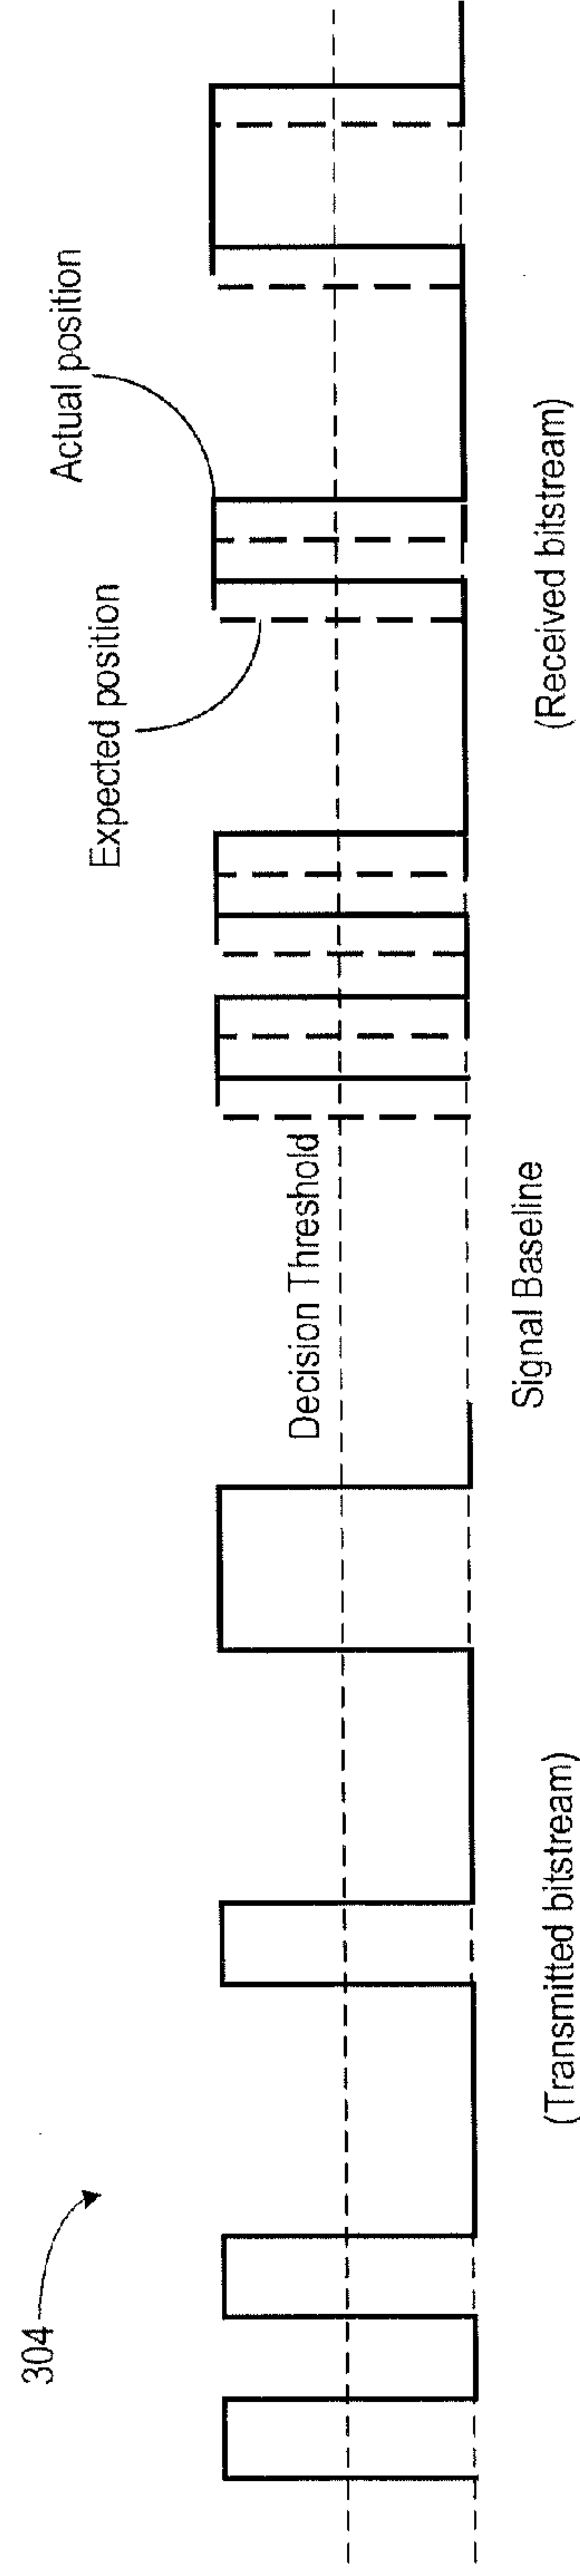 304
Decision Threshold
Expected position
Actual position
(Transmitted bitstream)
Signal Baseline
(Received bitstream)